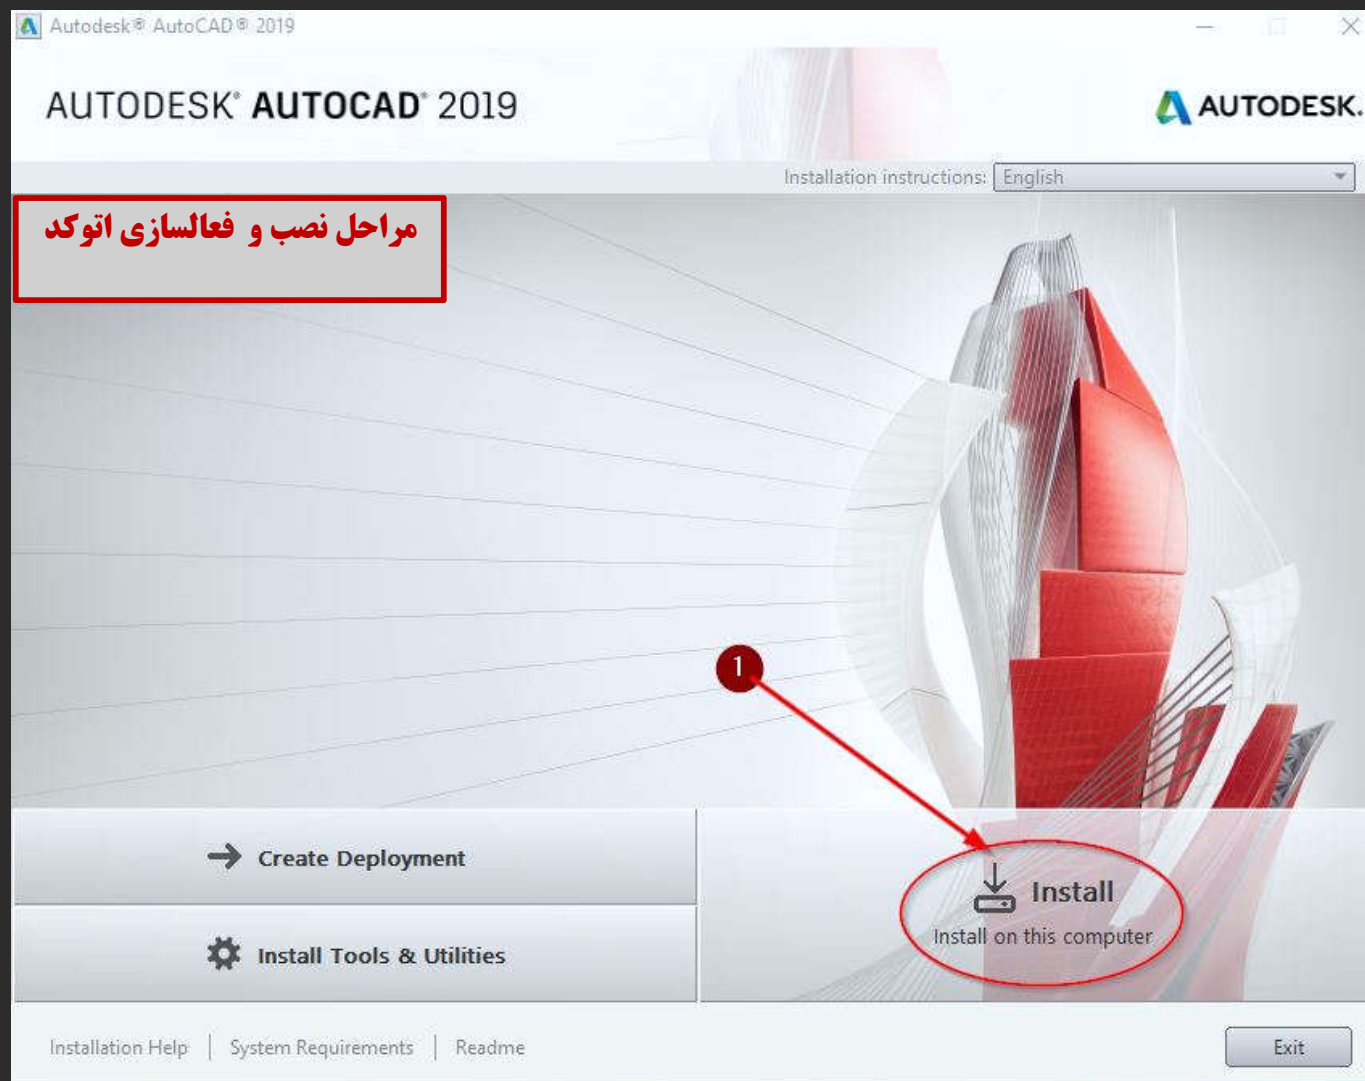 Autodesk® AutoCAD® 2019
AUTODESK® AUTOCAD® 2019
AUTODESK.
Installation instructions: English
مراحل نصب و فعالسازی اتوکد
1
Create Deployment
Install
Install on this computer
Install Tools & Utilities
Installation Help | System Requirements | Readme
Exit